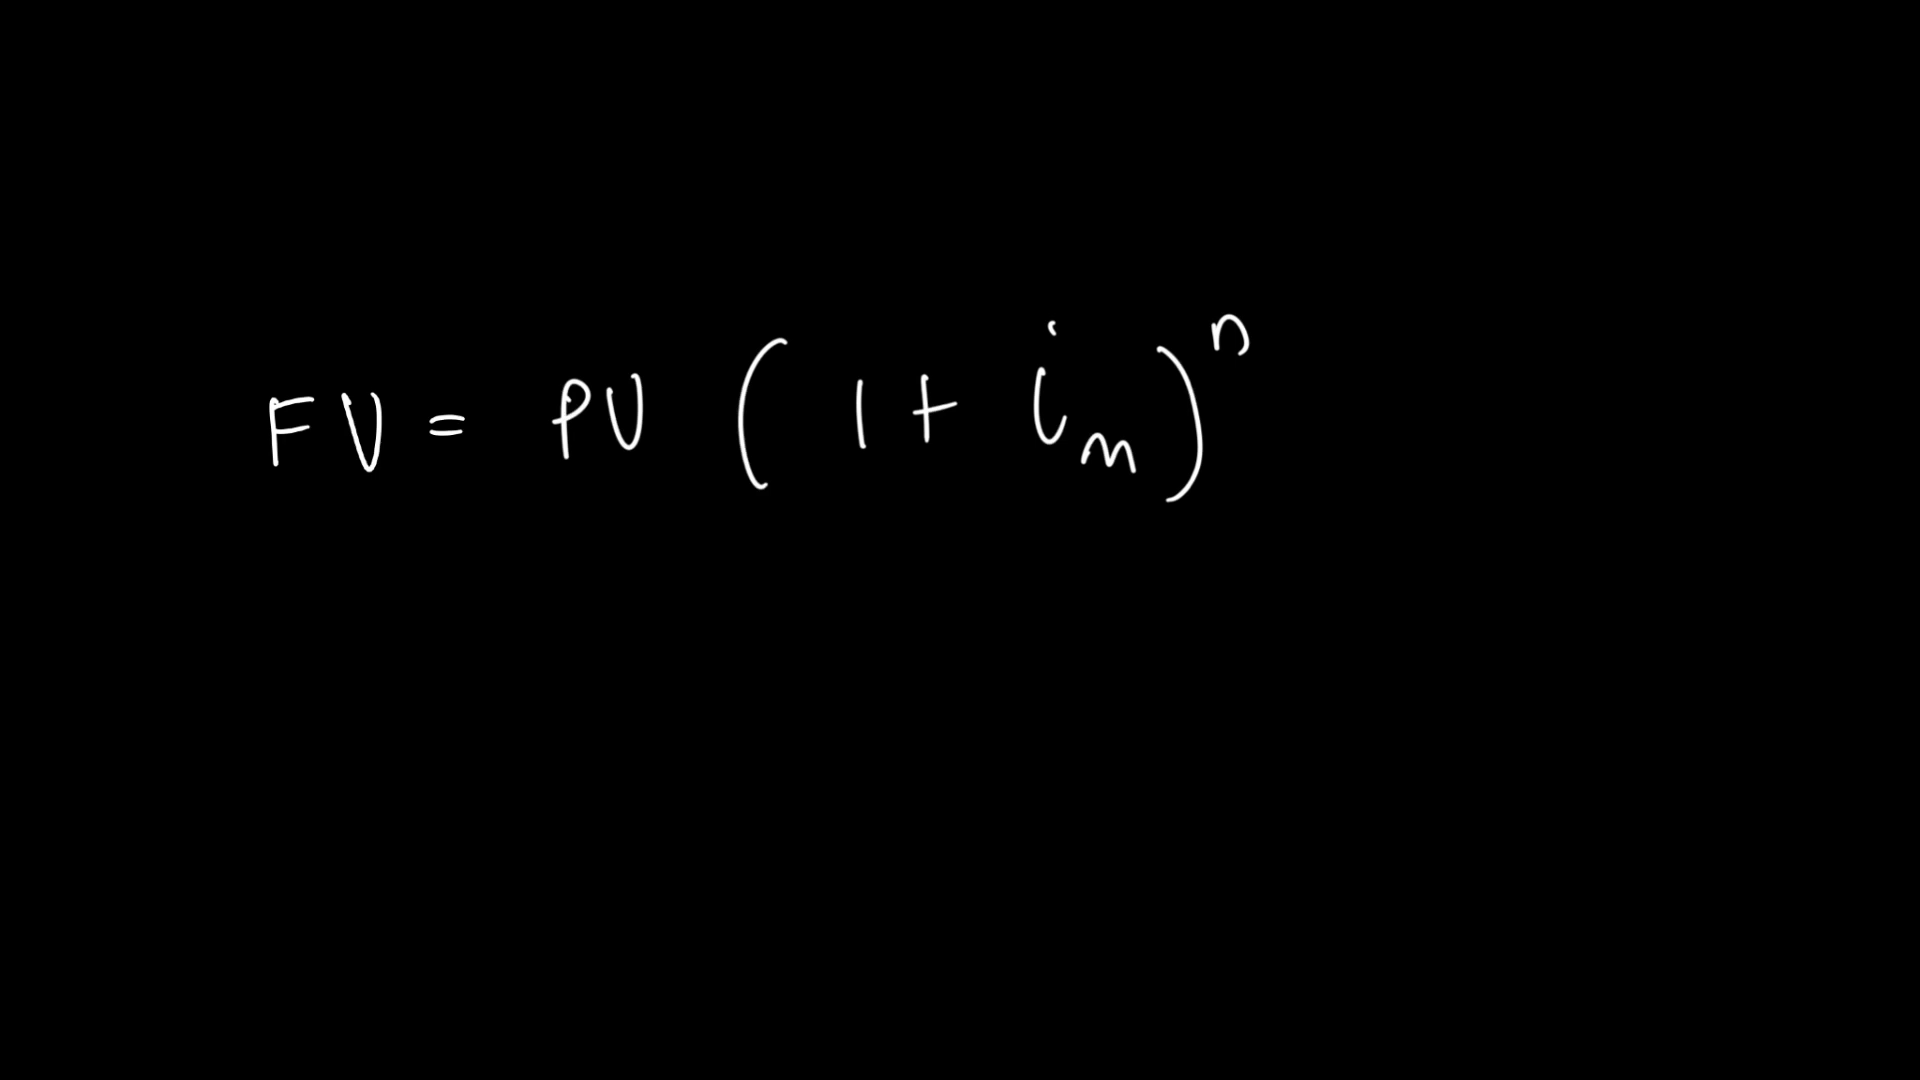 FV = PV ( 1 + i_m )^n